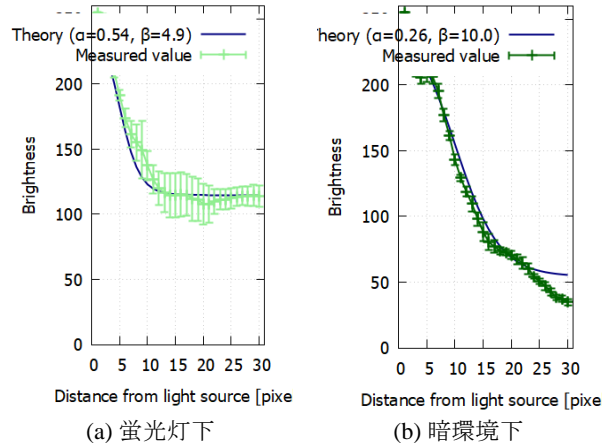 Theory (α=0.54, β=4.9)
Measured value
200
150
100
50
0
Brightness
0 5 10 15 20 25 30
Distance from light source [pixe
(a) 蛍光灯下
Theory (α=0.26, β=10.0)
Measured value
200
150
100
50
0
Brightness
0 5 10 15 20 25 30
Distance from light source [pixe
(b) 暗環境下